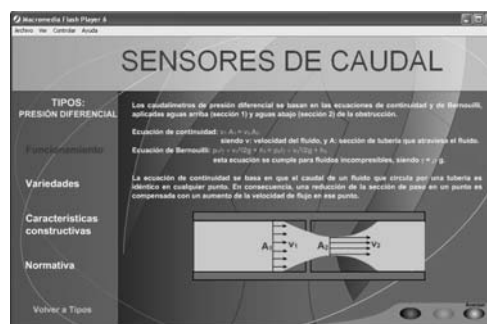 Macromedia Flash Player 6
Archivo Ver Controlar Ayuda
SENSORES DE CAUDAL
TIPOS:
PRESIÓN DIFERENCIAL
Funcionamiento
Variedades
Características
constructivas
Normativa
Volver a Tipos
Los caudalímetros de presión diferencial se basan en las ecuaciones de continuidad y de Bernouilli,
aplicadas aguas arriba (sección 1) y aguas abajo (sección 2) de la obstrucción.
Ecuación de continuidad: v₁ A₁ = v₂ A₂
siendo v: velocidad del fluido, y A: sección de tubería que atraviesa el fluido.
Ecuación de Bernouilli:
esta ecuación se cumple para fluidos incompresibles, siendo
La ecuación de continuidad se basa en que el caudal de un fluido que circula por una tubería es
idéntico en cualquier punto. En consecuencia, una reducción de la sección de paso en un punto es
compensada con un aumento de la velocidad de flujo en ese punto.
A₁ v₁ A₂ v₂
Avanzar